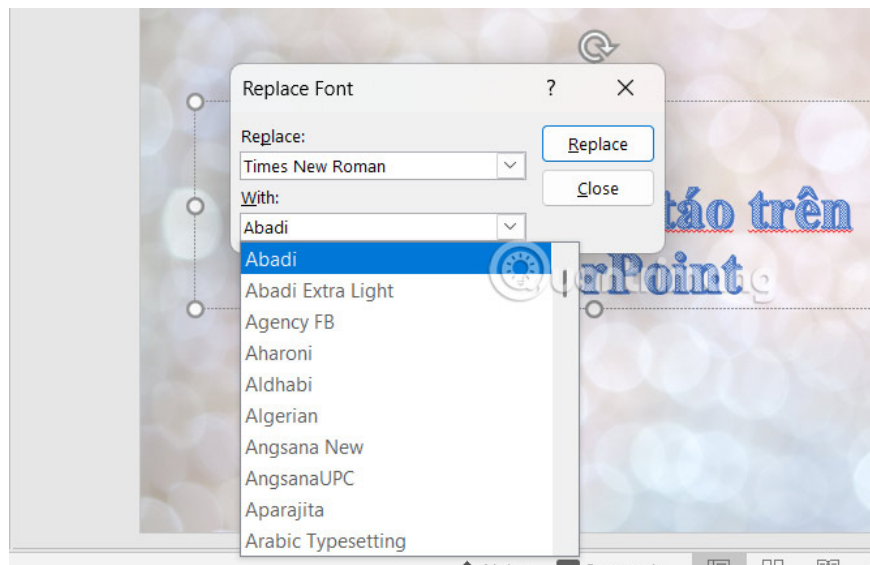 Replace Font ?
Replace:
Times New Roman
Replace
With:
Close
Abadi
táo trên
rPoint
Abadi
Abadi Extra Light
Agency FB
Aharoni
Aldhabi
Algerian
Angsana New
AngsanaUPC
Aparajita
Arabic Typesetting